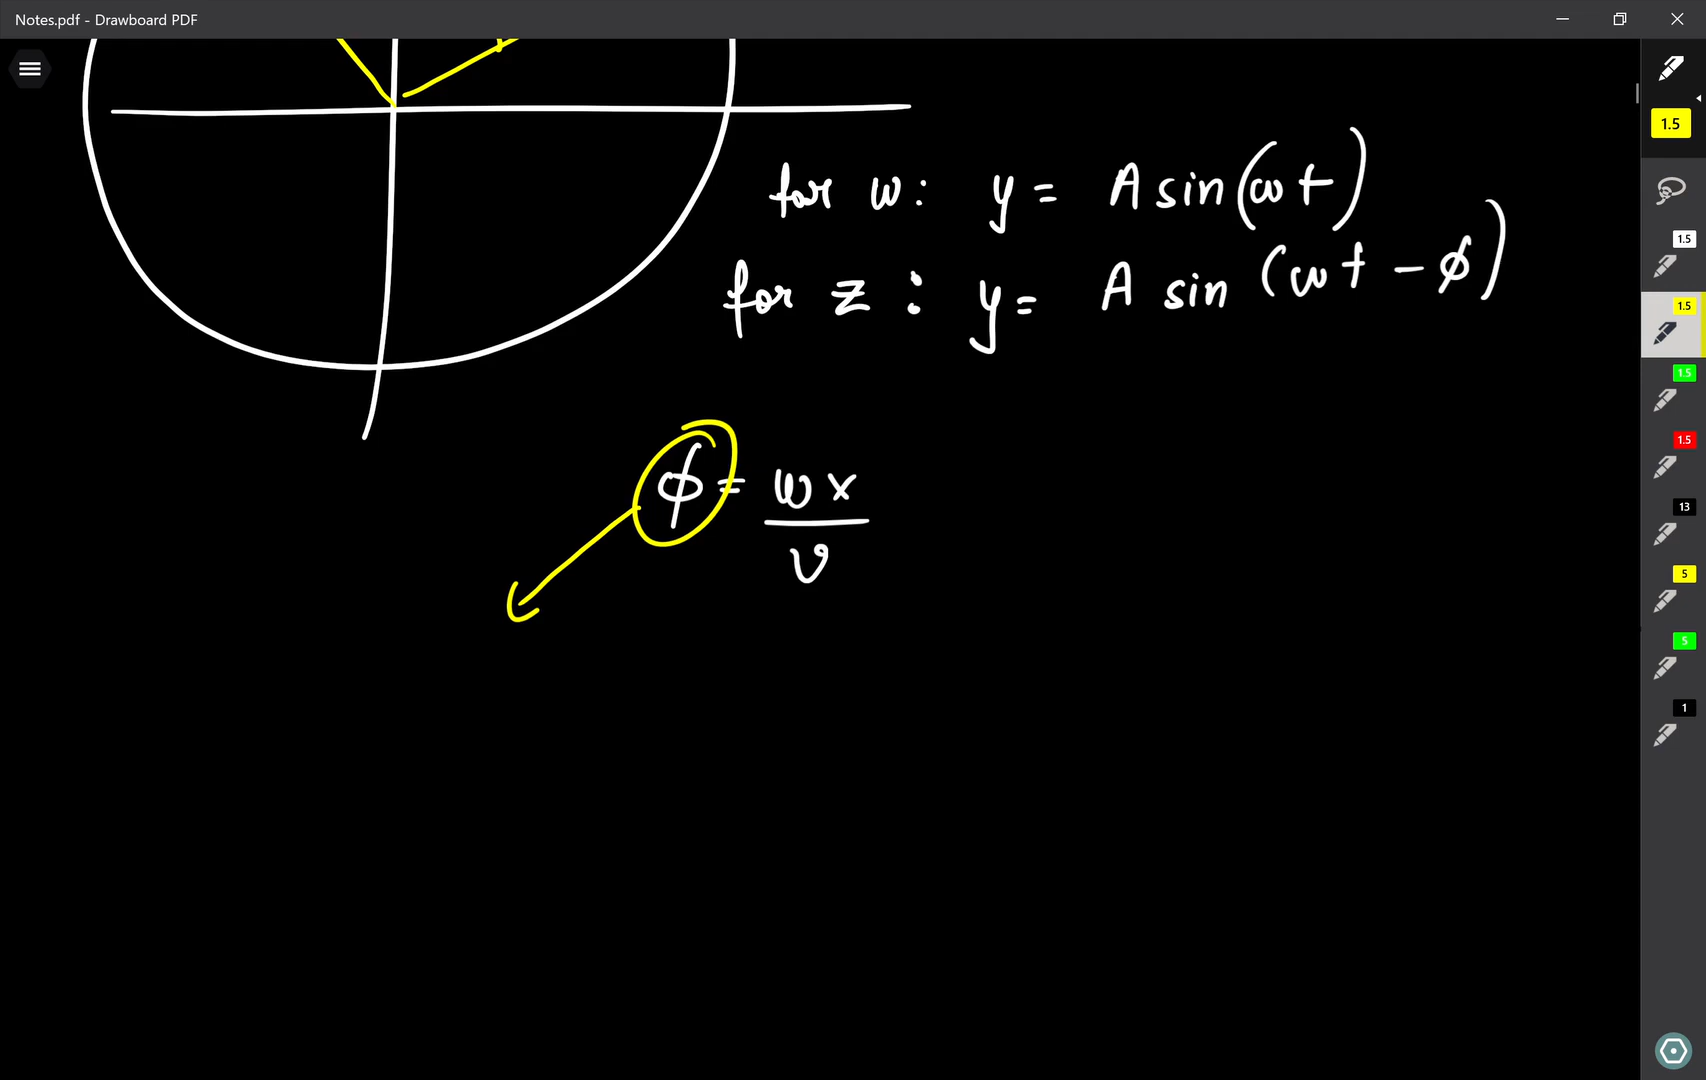 Notes.pdf - Drawboard PDF
1.5
for w: y = A sin(ωt)
for z : y = A sin (ωt - ϕ)
ϕ = ωx
v
1.5
1.5
1.5
1.5
13
5
5
1